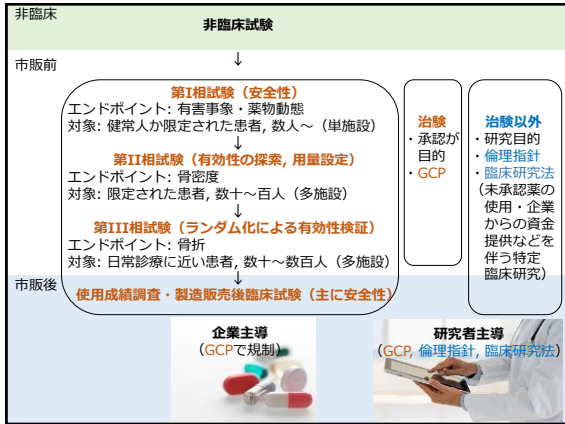 非臨床
非臨床試験
↓
市販前
第I相試験（安全性）
エンドポイント: 有害事象・薬物動態
対象: 健常人か限定された患者, 数人～（単施設）
↓
第II相試験（有効性の探索, 用量設定）
エンドポイント: 骨密度
対象: 限定された患者, 数十～百人（多施設）
↓
第III相試験（ランダム化による有効性検証）
エンドポイント: 骨折
対象: 日常診療に近い患者, 数十～数百人（多施設）
↓
市販後
使用成績調査・製造販売後臨床試験（主に安全性）
治験
・承認が
目的
・GCP
治験以外
・研究目的
・倫理指針
・臨床研究法
（未承認薬の
使用・企業
からの資金
提供などを
伴う特定
臨床研究）
企業主導
（GCPで規制）
研究者主導
（GCP, 倫理指針, 臨床研究法）